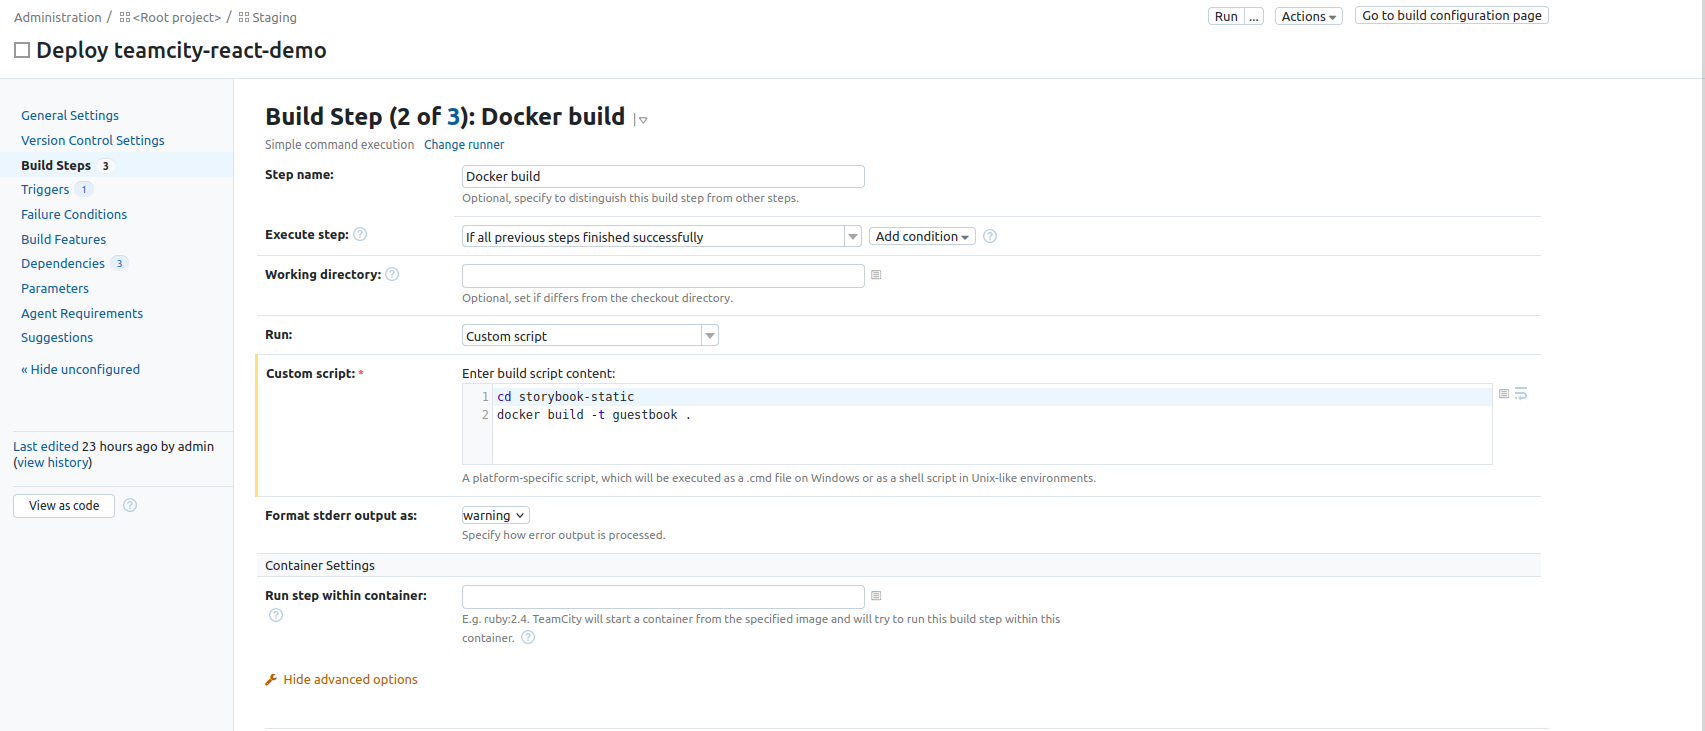 Administration / <Root project> / Staging
Run ... Actions Go to build configuration page
Deploy teamcity-react-demo
General Settings
Version Control Settings
Build Steps 3
Triggers 1
Failure Conditions
Build Features
Dependencies 3
Parameters
Agent Requirements
Suggestions
« Hide unconfigured
Last edited 23 hours ago by admin
(view history)
View as code ?
Build Step (2 of 3): Docker build
Simple command execution Change runner
Step name: Docker build
Optional, specify to distinguish this build step from other steps.
Execute step: ? If all previous steps finished successfully Add condition ?
Working directory: ?
Optional, set if differs from the checkout directory.
Run: Custom script
Custom script: * Enter build script content:
1 cd storybook-static
2 docker build -t guestbook .
A platform-specific script, which will be executed as a .cmd file on Windows or as a shell script in Unix-like environments.
Format stderr output as: warning
Specify how error output is processed.
Container Settings
Run step within container:
?
E.g. ruby:2.4. TeamCity will start a container from the specified image and will try to run this build step within this
container. ?
Hide advanced options